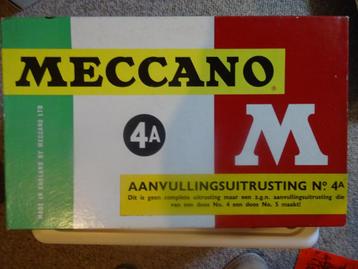 MECCANO
®
4A
M
MADE IN ENGLAND BY MECCANO LTD
AANVULLINGSUITRUSTING Nº 4A
Dit is geen complete uitrusting maar een z.g.n. aanvullingsuitrusting die
van een doos No. 4 een doos No. 5 maakt!